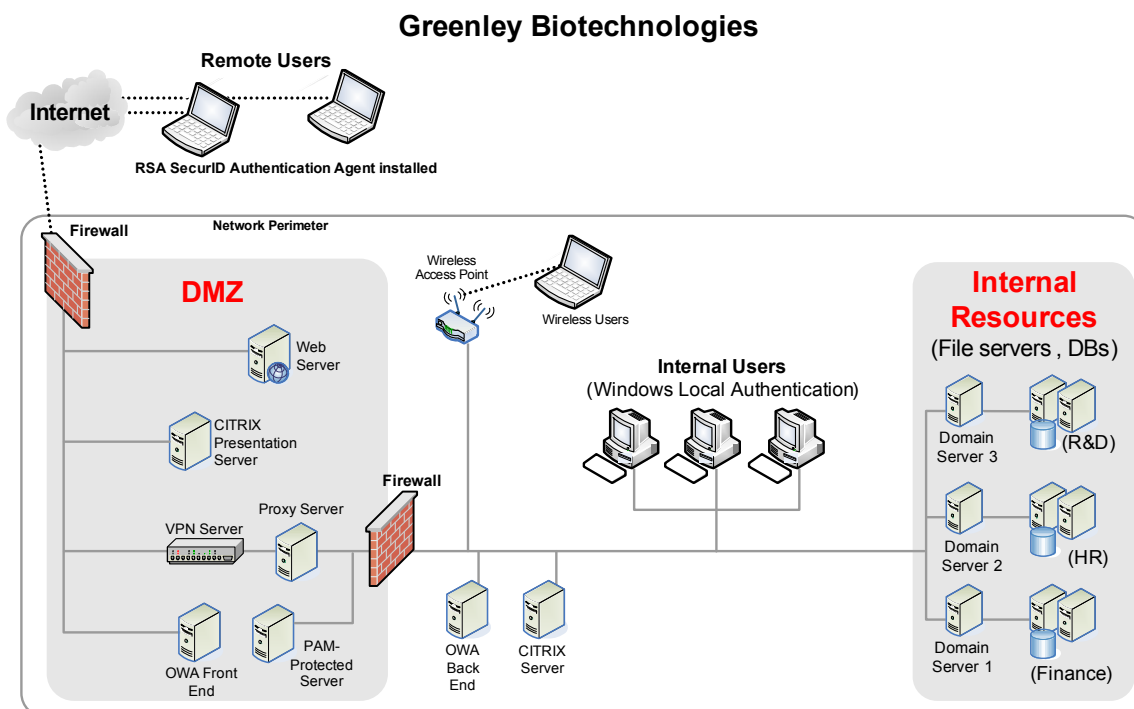 Greenley Biotechnologies
Remote Users
Internet
RSA SecurID Authentication Agent installed
Network Perimeter
Firewall
DMZ
Web
Server
CITRIX
Presentation
Server
VPN Server
Proxy Server
Firewall
OWA Front
End
PAM-
Protected
Server
Wireless
Access Point
Wireless Users
Internal Users
(Windows Local Authentication)
OWA
Back
End
CITRIX
Server
Internal
Resources
(File servers , DBs)
Domain
Server 3
(R&D)
Domain
Server 2
(HR)
Domain
Server 1
(Finance)